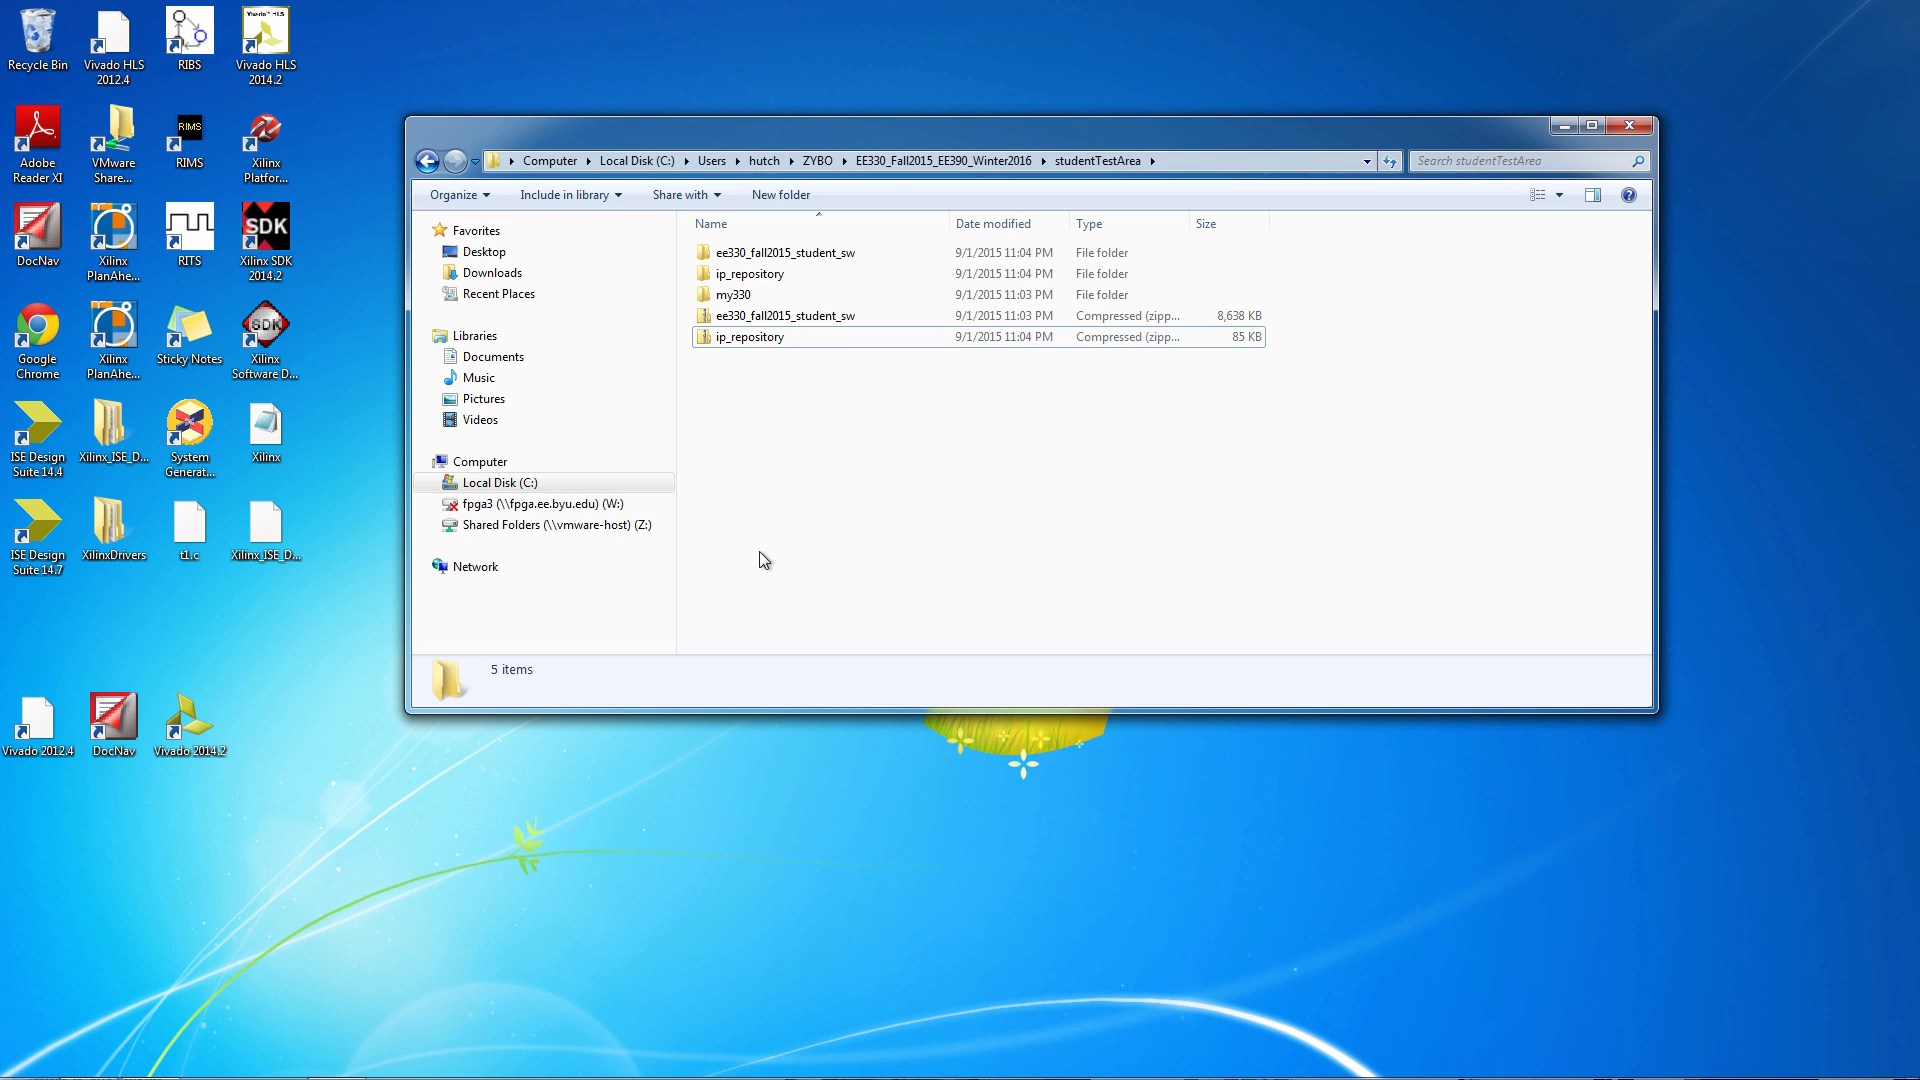 Recycle Bin
Vivado HLS
2012.4
RIBS
Vivado™ HLS
Vivado HLS
2014.2
Adobe
Reader XI
VMware
Share...
RIMS
RIMS
Xilinx
Platfor...
DocNav
Xilinx
PlanAhe...
RITS
SDK
Xilinx SDK
2014.2
Google
Chrome
Xilinx
PlanAhe...
Sticky Notes
SDK
Xilinx
Software D...
ISE Design
Suite 14.4
Xilinx_ISE_D...
System
Generat...
Xilinx
ISE Design
Suite 14.7
XilinxDrivers
t1.c
Xilinx_ISE_D...
Vivado 2012.4
DocNav
Vivado 2014.2
Computer Local Disk (C:) Users hutch ZYBO EE330_Fall2015_EE390_Winter2016 studentTestArea
Search studentTestArea
Organize Include in library Share with New folder
Favorites
Desktop
Downloads
Recent Places
Libraries
Documents
Music
Pictures
Videos
Computer
Local Disk (C:)
fpga3 (\\fpga.ee.byu.edu) (W:)
Shared Folders (\\vmware-host) (Z:)
Network
Name Date modified Type Size
ee330_fall2015_student_sw 9/1/2015 11:04 PM File folder
ip_repository 9/1/2015 11:04 PM File folder
my330 9/1/2015 11:03 PM File folder
ee330_fall2015_student_sw 9/1/2015 11:03 PM Compressed (zipp... 8,638 KB
ip_repository 9/1/2015 11:04 PM Compressed (zipp... 85 KB
5 items